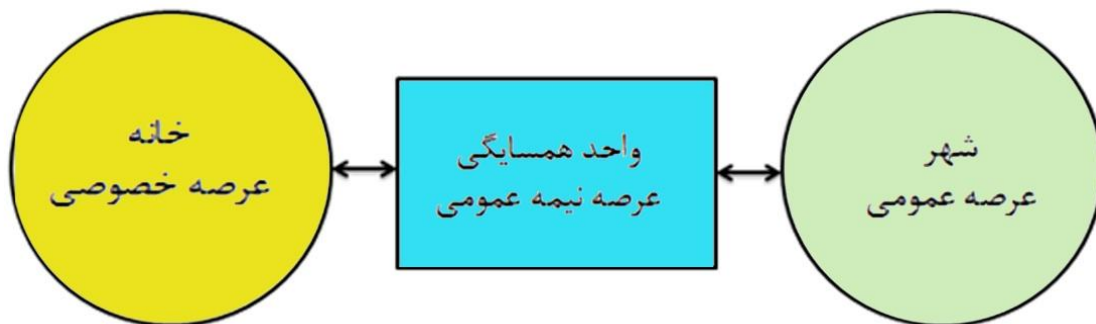 شهر
عرصه عمومی
واحد همسایگی
عرصه نیمه عمومی
خانه
عرصه خصوصی